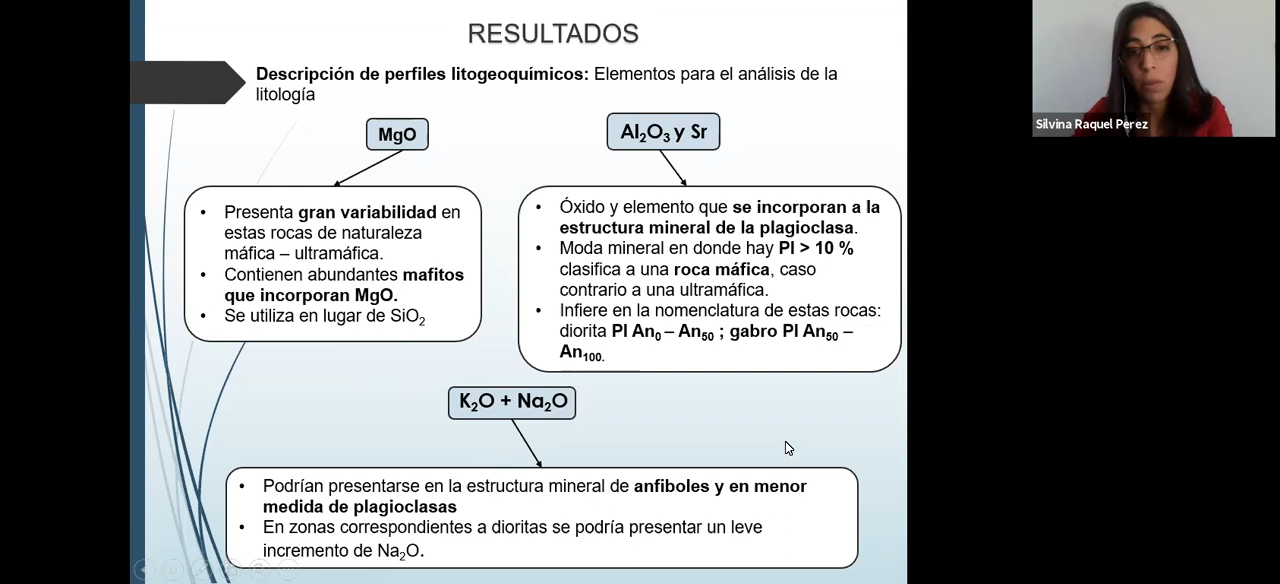 RESULTADOS
Descripción de perfiles litogeoquímicos: Elementos para el análisis de la
litología
MgO
Al₂O₃ y Sr
• Presenta gran variabilidad en
estas rocas de naturaleza
máfica – ultramáfica.
• Contienen abundantes mafitos
que incorporan MgO.
• Se utiliza en lugar de SiO₂
• Óxido y elemento que se incorporan a la
estructura mineral de la plagioclasa.
• Moda mineral en donde hay Pl > 10 %
clasifica a una roca máfica, caso
contrario a una ultramáfica.
• Infiere en la nomenclatura de estas rocas:
diorita Pl An₀ – An₅₀ ; gabro Pl An₅₀ –
An₁₀₀.
K₂O + Na₂O
• Podrían presentarse en la estructura mineral de anfiboles y en menor
medida de plagioclasas
• En zonas correspondientes a dioritas se podría presentar un leve
incremento de Na₂O.
Silvina Raquel Perez